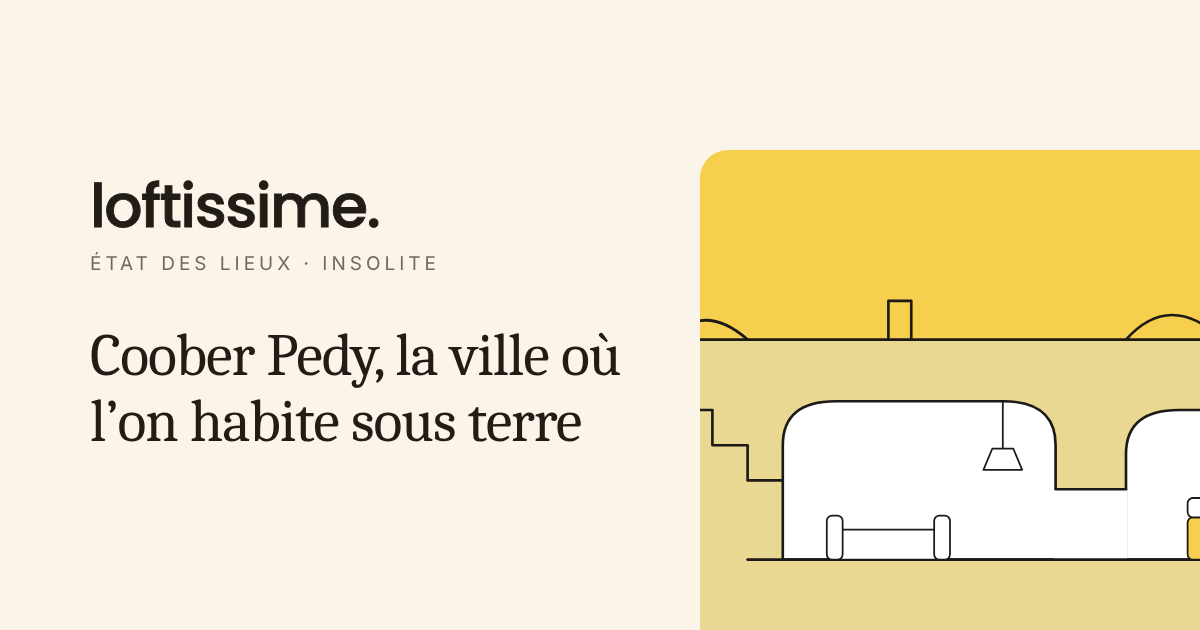 loftissime.
ÉTAT DES LIEUX · INSOLITE
Coober Pedy, la ville où
l’on habite sous terre